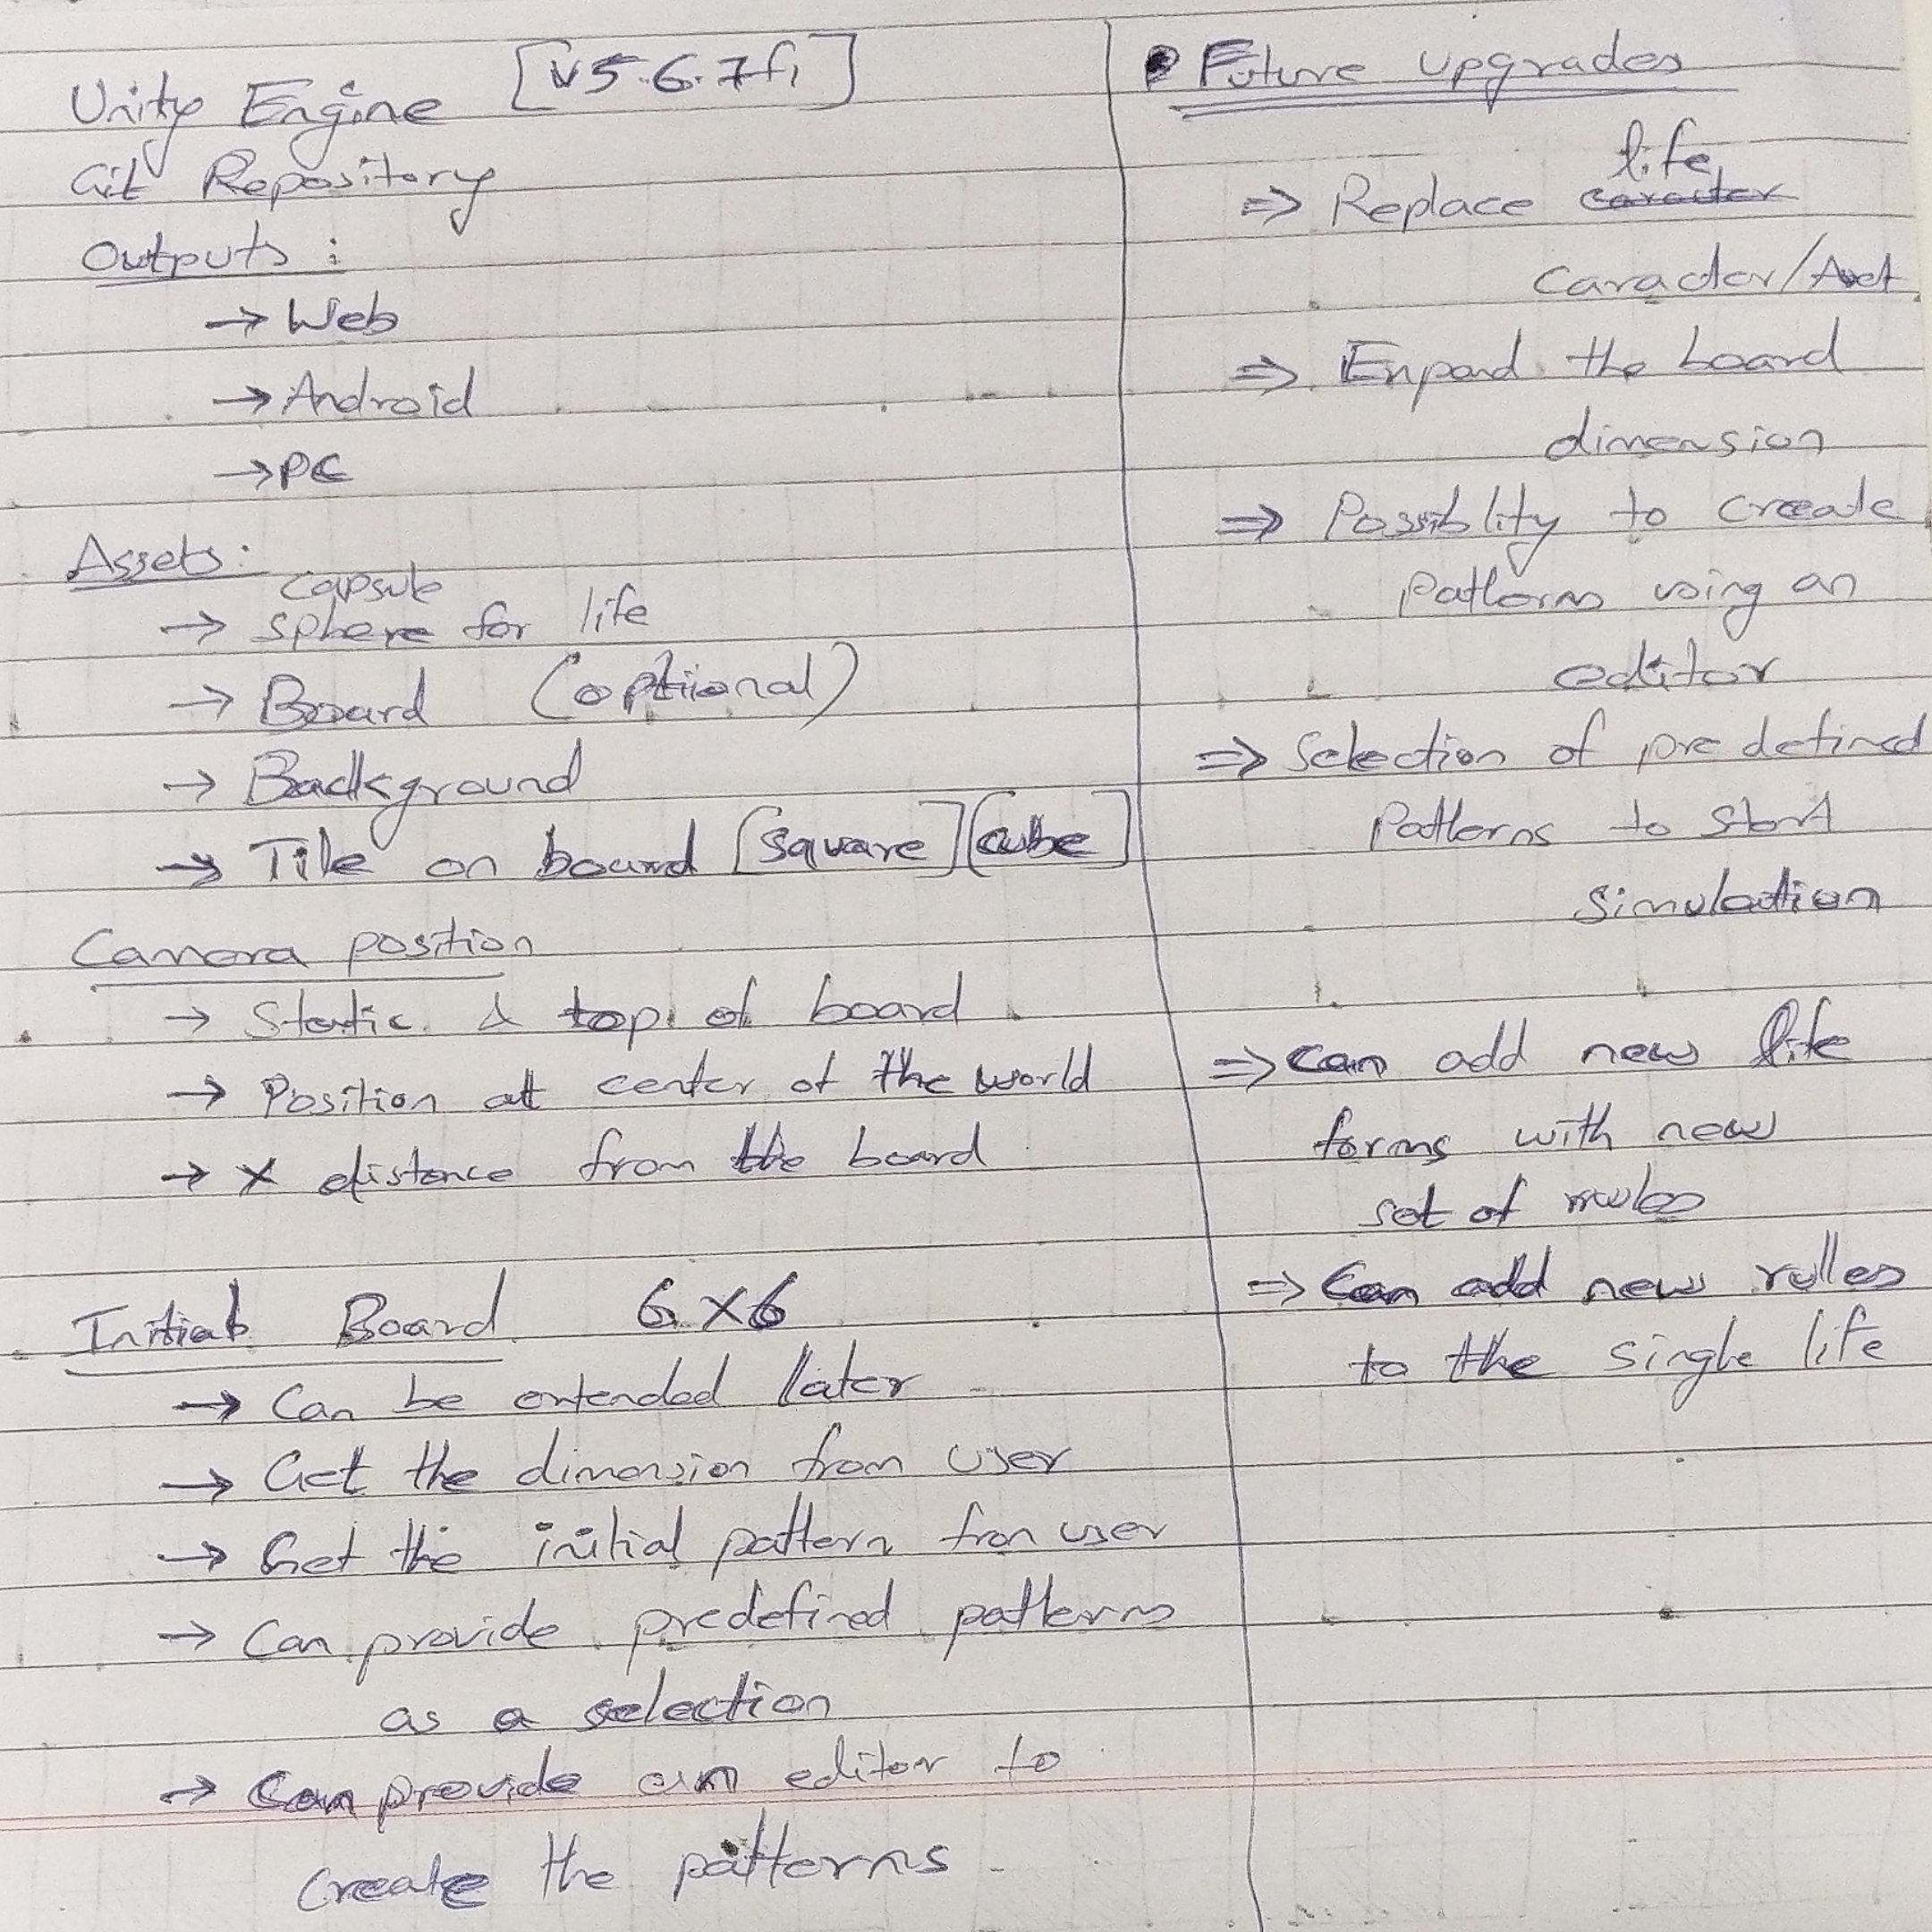 Unity Engine [v5.6.7f1]
Git Repository
Outputs :
→ Web
→ Android
→ PC
Assets:
capsule
→ sphere for life
→ Board (optiional)
→ Background
→ Tile on board [square] [cube]
Camera position
→ Static & top of board
→ Position at center of the world
→ X distance from the board
Initial Board 6x6
→ Can be extended later
→ Get the dimension from user
→ Get the initial pattern from user
→ Can provide predefined patterns
as a selection
→ Can provide an editor to
create the patterns
Future upgrades
life
⇒ Replace caracter
caracter/
⇒ Expand the board
dimension
⇒ Possiblity to create
Patterns using an
editor
⇒ Selection of pre defined
Patterns to start
simulation
⇒ Can add new life
forms with new
set of rules
⇒ Can add new rulles
to the single life